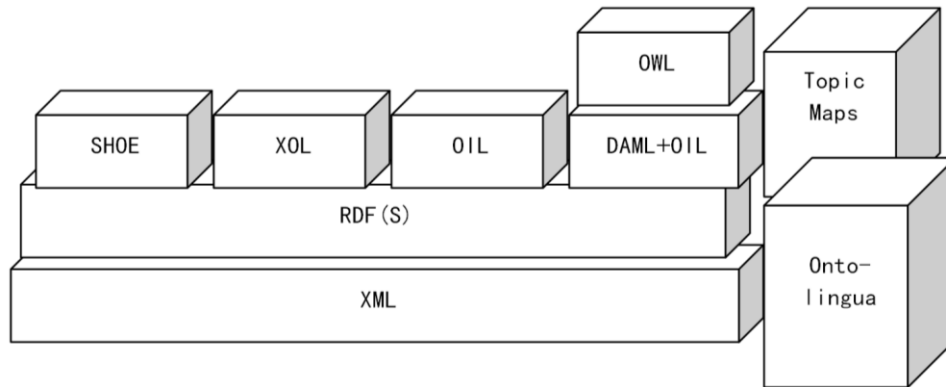 OWL
Topic
Maps
SHOE
XOL
OIL
DAML+OIL
RDF(S)
Onto-
lingua
XML